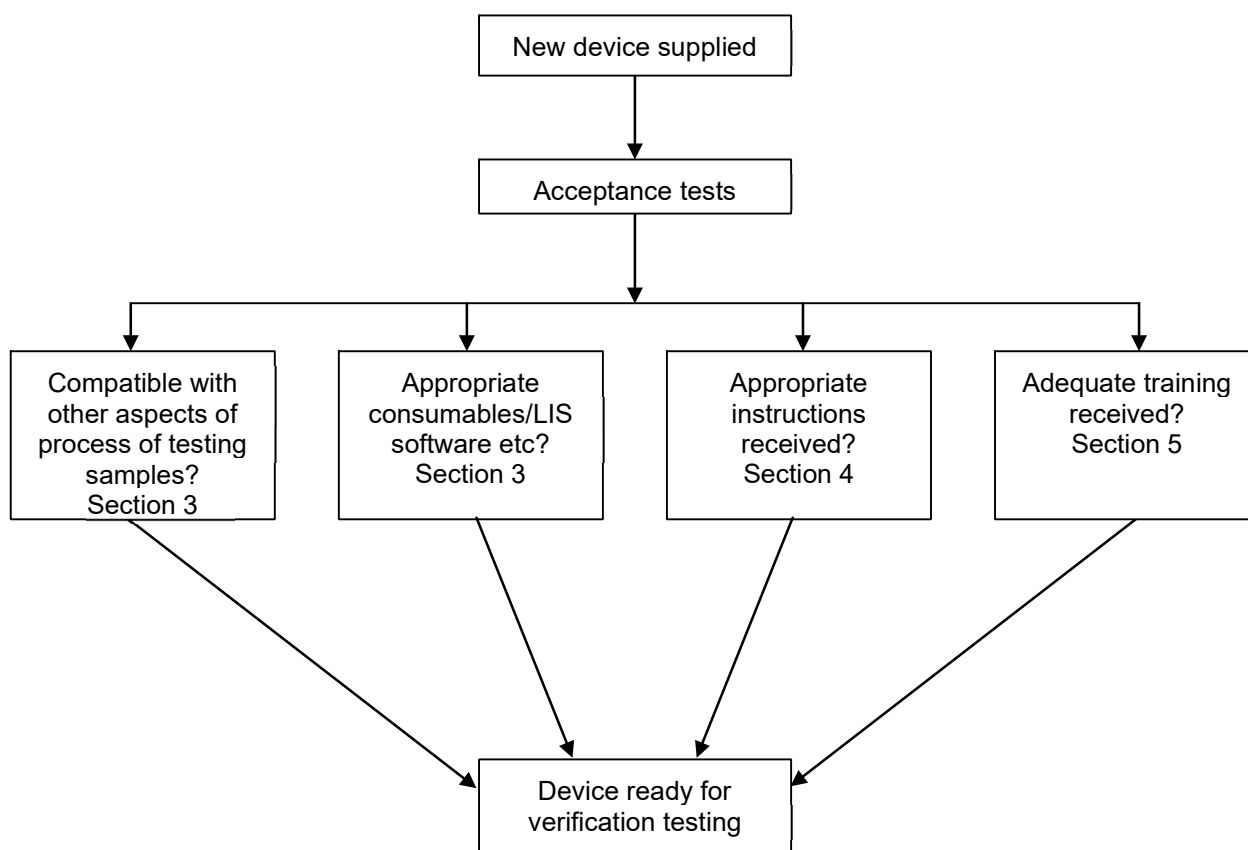 New device supplied
Acceptance tests
Compatible with
other aspects of
process of testing
samples?
Section 3
Appropriate
consumables/LIS
software etc?
Section 3
Appropriate
instructions
received?
Section 4
Adequate training
received?
Section 5
Device ready for
verification testing